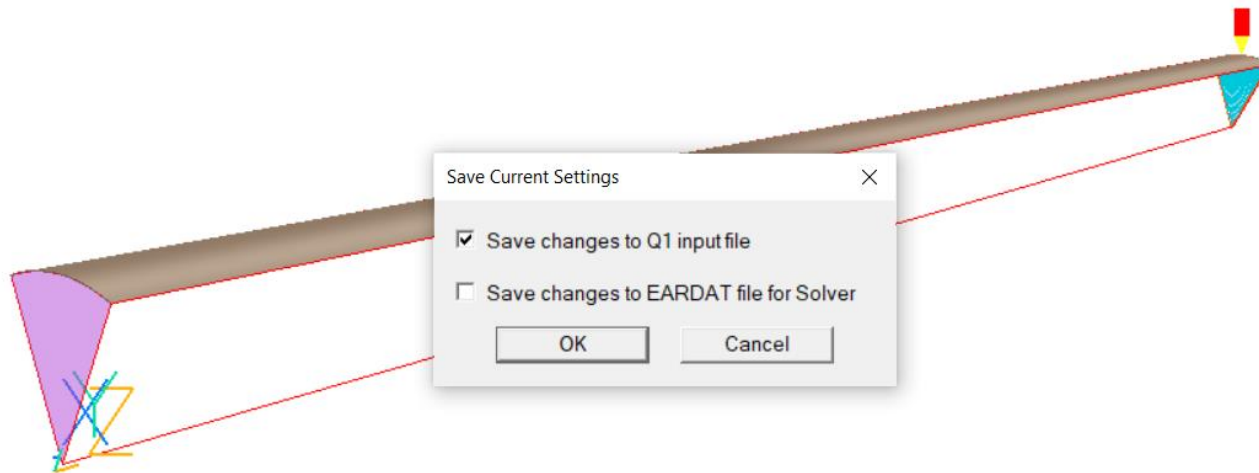 Save Current Settings
Save changes to Q1 input file
Save changes to EARDAT file for Solver
OK Cancel